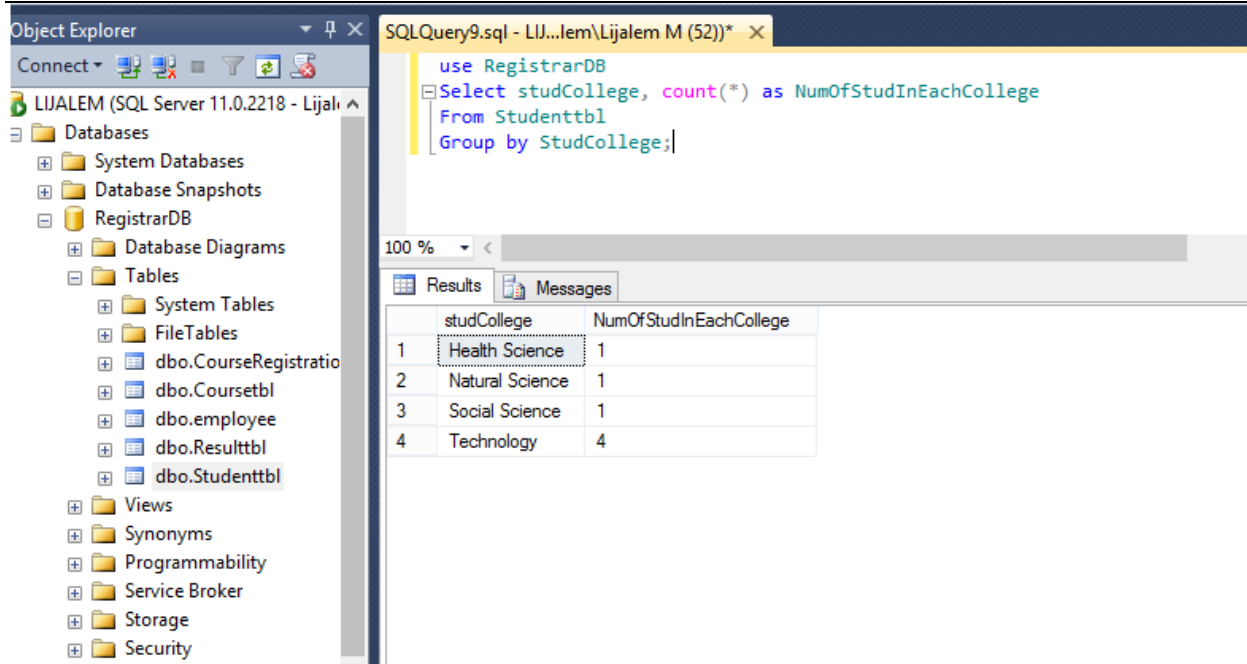 Object Explorer
Connect
LIJALEM (SQL Server 11.0.2218 - Lijal
Databases
System Databases
Database Snapshots
RegistrarDB
Database Diagrams
Tables
System Tables
FileTables
dbo.CourseRegistratio
dbo.Coursetbl
dbo.employee
dbo.Resulttbl
dbo.Studenttbl
Views
Synonyms
Programmability
Service Broker
Storage
Security
SQLQuery9.sql - LIJ...lem\Lijalem M (52))*
use RegistrarDB
Select studCollege, count(*) as NumOfStudInEachCollege
From Studenttbl
Group by StudCollege;
100 %
Results Messages
studCollege NumOfStudInEachCollege
1 Health Science 1
2 Natural Science 1
3 Social Science 1
4 Technology 4